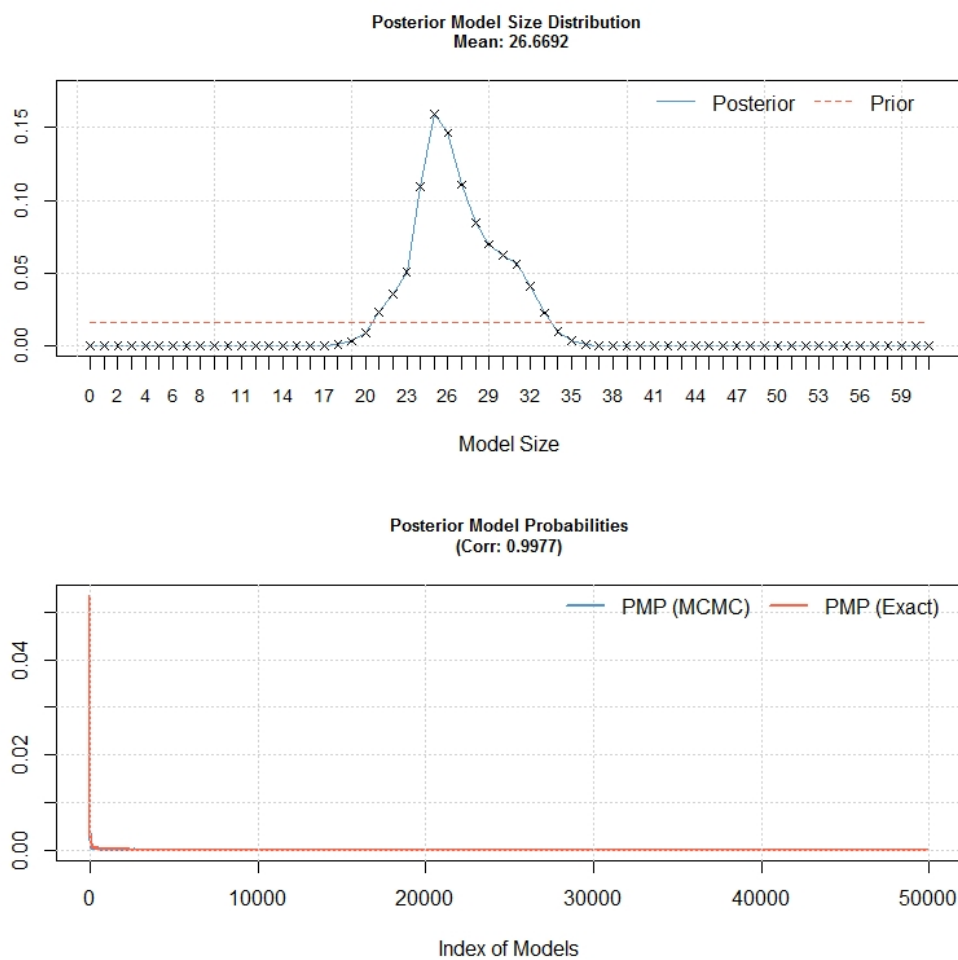 Posterior Model Size Distribution
Mean: 26.6692
Posterior Prior
0.15
0.10
0.05
0.00
0 2 4 6 8 11 14 17 20 23 26 29 32 35 38 41 44 47 50 53 56 59
Model Size
Posterior Model Probabilities
(Corr: 0.9977)
PMP (MCMC) PMP (Exact)
0.04
0.02
0.00
0 10000 20000 30000 40000 50000
Index of Models